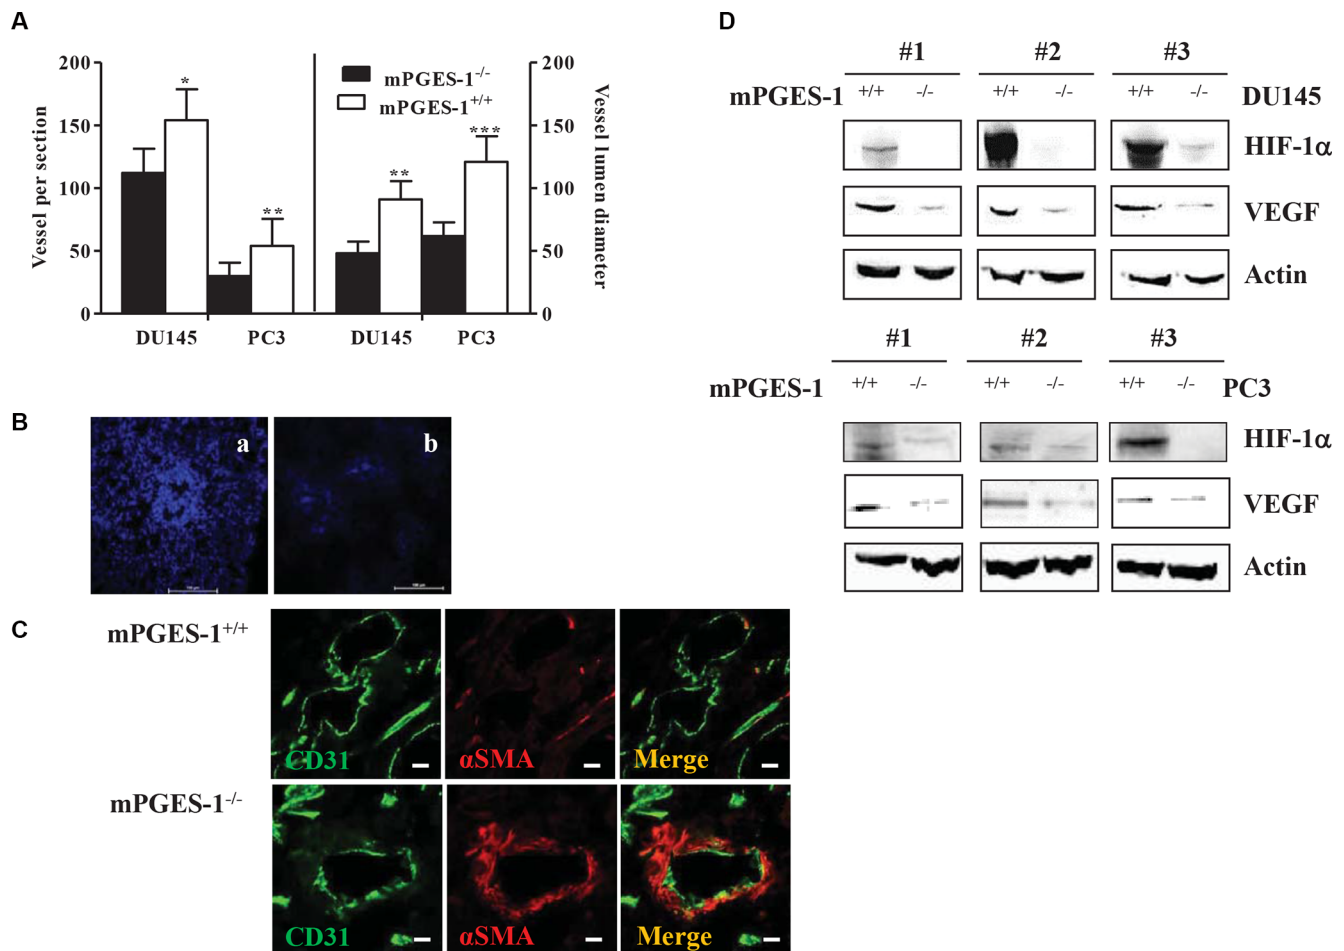 A
200
150
100
50
0
Vessel per section
*
**
mPGES-1-/-
mPGES-1+/+
**
***
200
150
100
50
0
Vessel lumen diameter
DU145 PC3 DU145 PC3
B
a
b
C
mPGES-1+/+
CD31
αSMA
Merge
mPGES-1-/-
CD31
αSMA
Merge
D
#1 #2 #3
mPGES-1 +/+ -/- +/+ -/- +/+ -/- DU145
HIF-1α
VEGF
Actin
#1 #2 #3
mPGES-1 +/+ -/- +/+ -/- +/+ -/- PC3
HIF-1α
VEGF
Actin